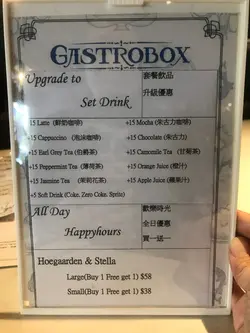 GASTROBOX
Upgrade to 套餐飲品
Set Drink 升級優惠
+15 Latte (鮮奶咖啡) +15 Mocha (朱古力咖啡)
+15 Cappuccino (泡沫咖啡) +15 Chocolate (朱古力)
+15 Earl Grey Tea (伯爵茶) +15 Camomile Tea (甘菊茶)
+15 Peppermint Tea (薄荷茶) +15 Orange Juice (橙汁)
+15 Jasmine Tea (茉莉花茶) +15 Apple Juice (蘋果汁)
+5 Soft Drink (Coke, Zero Coke, Sprite)
All Day 歡樂時光
全日優惠
Happyhours 買一送一
Hoegaarden & Stella
Large(Buy 1 Free get 1) $58
Small(Buy 1 Free get 1) $38